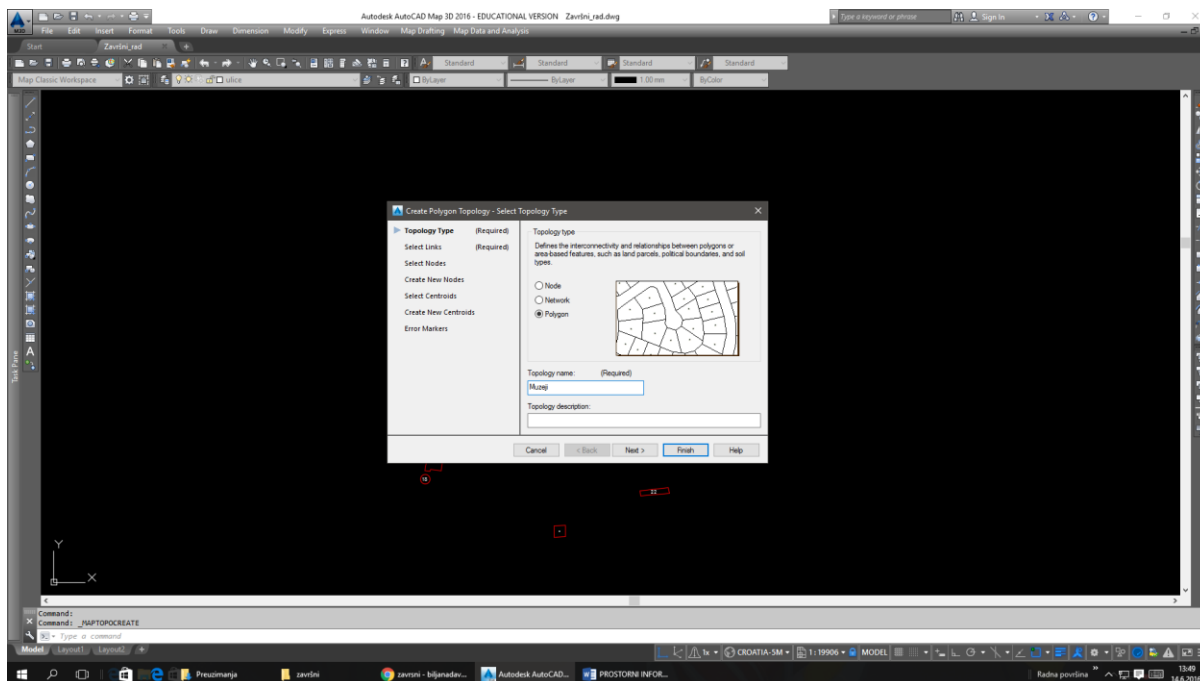 Autodesk AutoCAD Map 3D 2016 - EDUCATIONAL VERSION Završni_rad.dwg
Type a keyword or phrase
Sign In
M3D
File Edit Insert Format Tools Draw Dimension Modify Express Window Map Drafting Map Data and Analysis
Start
Završni_rad
Standard Standard Standard Standard
Map Classic Workspace
ulice
ByLayer
ByLayer
1.00 mm
ByColor
Create Polygon Topology - Select Topology Type
Topology Type (Required)
Select Links (Required)
Select Nodes
Create New Nodes
Select Centroids
Create New Centroids
Error Markers
Topology type
Defines the interconnectivity and relationships between polygons or
area-based features, such as land parcels, political boundaries, and soil
types.
Node
Network
Polygon
Topology name: (Required)
Muzeji
Topology description:
Cancel < Back Next > Finish Help
Task Pane
18
22
Y
X
Command:
Command: _MAPTOPOCREATE
Type a command
Model Layout1 Layout2 +
1x CROATIA-5M 1:19906 MODEL
Preuzimanja završni zavrsni - biljanadav... Autodesk AutoCAD... PROSTORNI INFOR...
Radna površina
13:49
14.6.2016